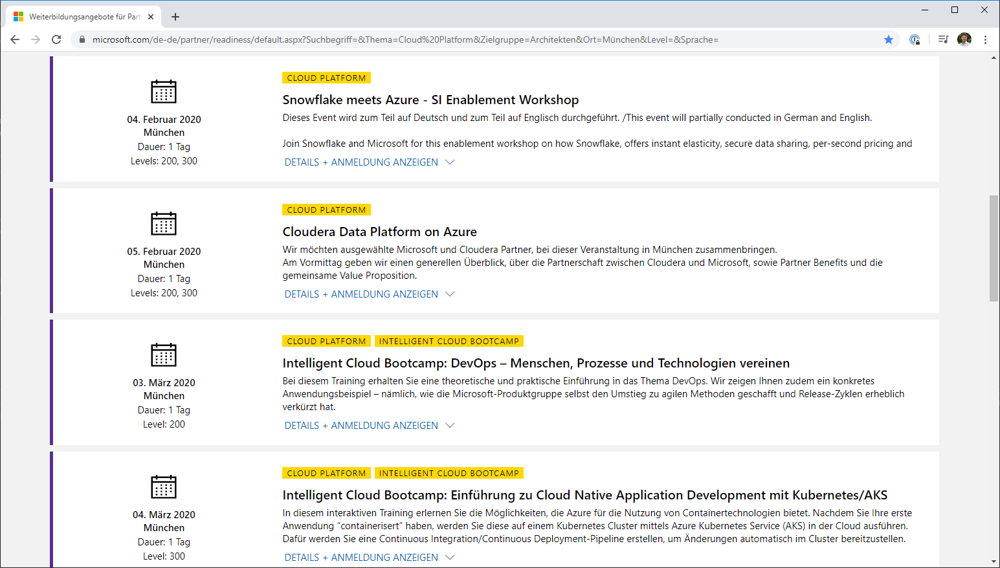 Weiterbildungsangebote für Part
microsoft.com/de-de/partner/readiness/default.aspx?Suchbegriff=&Thema=Cloud%20Platform&Zielgruppe=Architekten&Ort=München&Level=&Sprache=
CLOUD PLATFORM
Snowflake meets Azure - SI Enablement Workshop
Dieses Event wird zum Teil auf Deutsch und zum Teil auf Englisch durchgeführt. /This event will partially conducted in German and English.
Join Snowflake and Microsoft for this enablement workshop on how Snowflake, offers instant elasticity, secure data sharing, per-second pricing and
DETAILS + ANMELDUNG ANZEIGEN
04. Februar 2020
München
Dauer: 1 Tag
Levels: 200, 300
CLOUD PLATFORM
Cloudera Data Platform on Azure
Wir möchten ausgewählte Microsoft und Cloudera Partner, bei dieser Veranstaltung in München zusammenbringen.
Am Vormittag geben wir einen generellen Überblick, über die Partnerschaft zwischen Cloudera und Microsoft, sowie Partner Benefits und die
gemeinsame Value Proposition.
DETAILS + ANMELDUNG ANZEIGEN
05. Februar 2020
München
Dauer: 1 Tag
Levels: 200, 300
CLOUD PLATFORM INTELLIGENT CLOUD BOOTCAMP
Intelligent Cloud Bootcamp: DevOps – Menschen, Prozesse und Technologien vereinen
Bei diesem Training erhalten Sie eine theoretische und praktische Einführung in das Thema DevOps. Wir zeigen Ihnen zudem ein konkretes
Anwendungsbeispiel – nämlich, wie die Microsoft-Produktgruppe selbst den Umstieg zu agilen Methoden geschafft und Release-Zyklen erheblich
verkürzt hat.
DETAILS + ANMELDUNG ANZEIGEN
03. März 2020
München
Dauer: 1 Tag
Level: 200
CLOUD PLATFORM INTELLIGENT CLOUD BOOTCAMP
Intelligent Cloud Bootcamp: Einführung zu Cloud Native Application Development mit Kubernetes/AKS
In diesem interaktiven Training erlernen Sie die Möglichkeiten, die Azure für die Nutzung von Containertechnologien bietet. Nachdem Sie Ihre erste
Anwendung “containerisert” haben, werden Sie diese auf einem Kubernetes Cluster mittels Azure Kubernetes Service (AKS) in der Cloud ausführen.
Dafür werden Sie eine Continuous Integration/Continuous Deployment-Pipeline erstellen, um Änderungen automatisch im Cluster bereitzustellen.
DETAILS + ANMELDUNG ANZEIGEN
04. März 2020
München
Dauer: 1 Tag
Level: 300